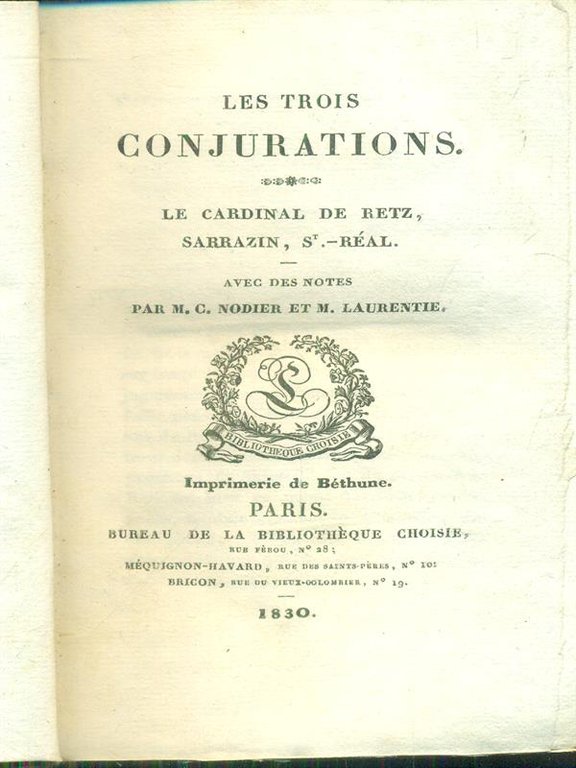 LES TROIS
CONJURATIONS.
LE CARDINAL DE RETZ,
SARRAZIN, Sᵀ.-RÉAL.
AVEC DES NOTES
PAR M. C. NODIER ET M. LAURENTIE.
BIBLIOTHEQUE CHOISIE
Imprimerie de Béthune.
PARIS.
BUREAU DE LA BIBLIOTHÈQUE CHOISIE,
RUE FÉROU, Nº 28;
MÉQUIGNON-HAVARD, RUE DES SAINTS-PÈRES, Nº 10:
BRICON, RUE DU VIEUX-COLOMBIER, Nº 19.
1830.